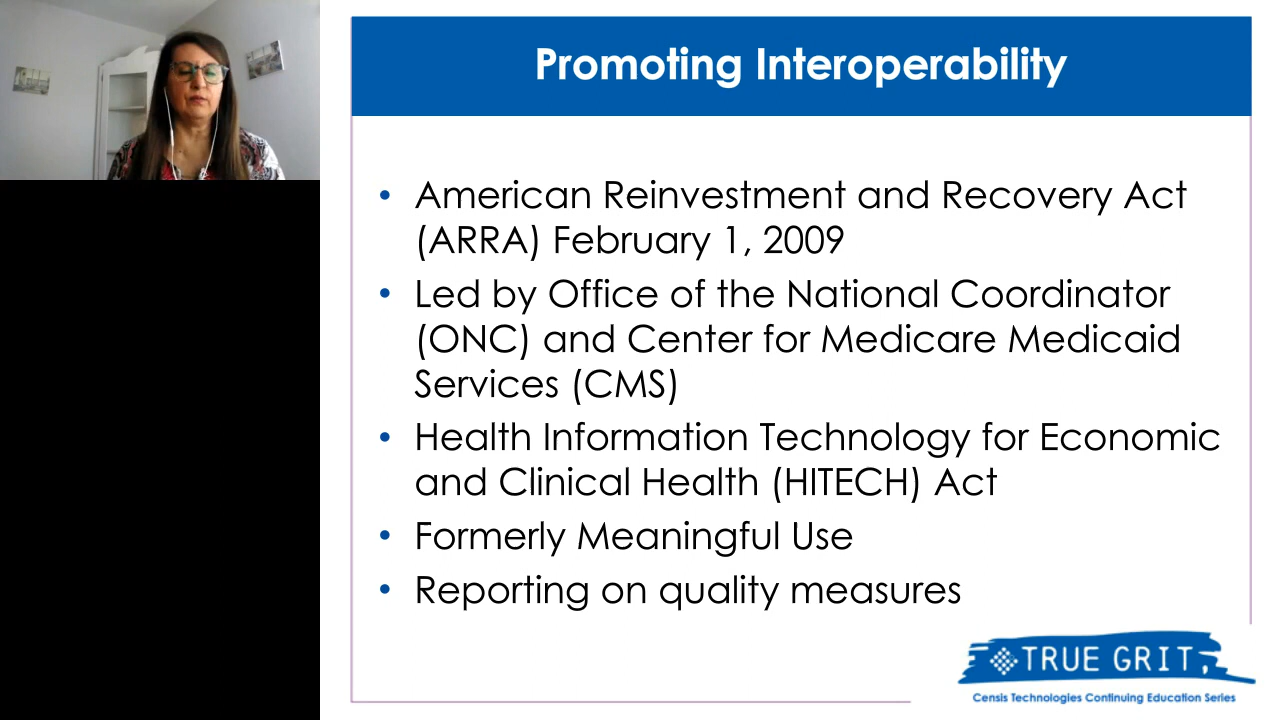 Promoting Interoperability
• American Reinvestment and Recovery Act
(ARRA) February 1, 2009
• Led by Office of the National Coordinator
(ONC) and Center for Medicare Medicaid
Services (CMS)
• Health Information Technology for Economic
and Clinical Health (HITECH) Act
• Formerly Meaningful Use
• Reporting on quality measures
TRUE GRIT
Censis Technologies Continuing Education Series